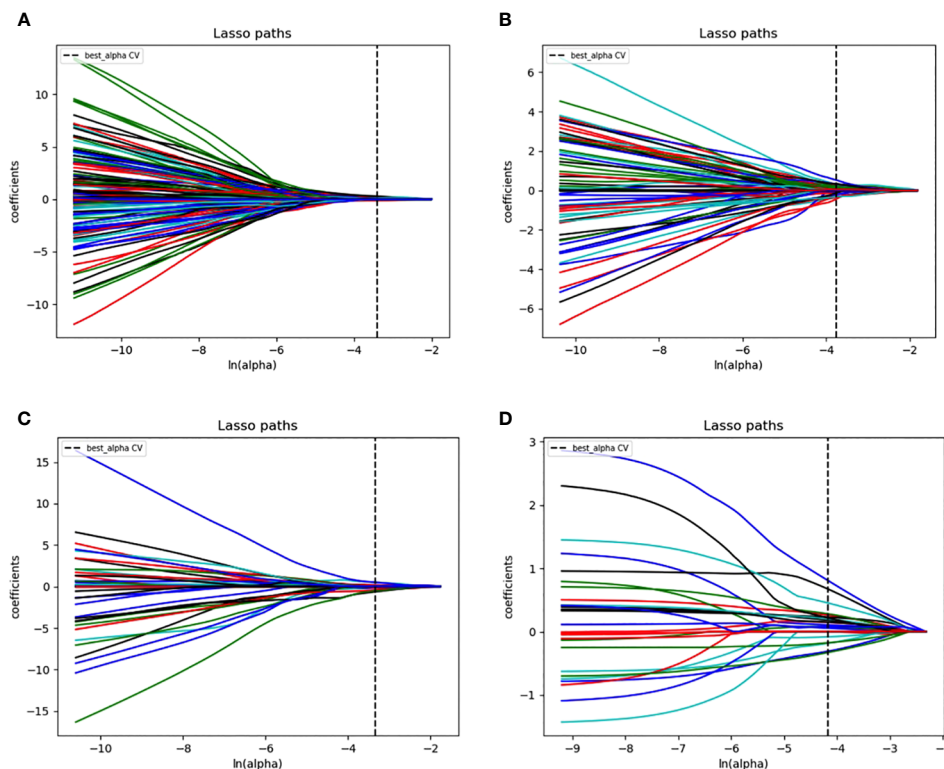 A
Lasso paths
best_alpha CV
10
5
0
−5
−10
coefficients
−10
−8
−6
−4
−2
ln(alpha)
B
Lasso paths
best_alpha CV
6
4
2
0
−2
−4
−6
coefficients
−10
−8
−6
−4
−2
ln(alpha)
C
Lasso paths
best_alpha CV
15
10
5
0
−5
−10
−15
coefficients
−10
−8
−6
−4
−2
ln(alpha)
D
Lasso paths
best_alpha CV
3
2
1
0
−1
coefficients
−9
−8
−7
−6
−5
−4
−3
ln(alpha)